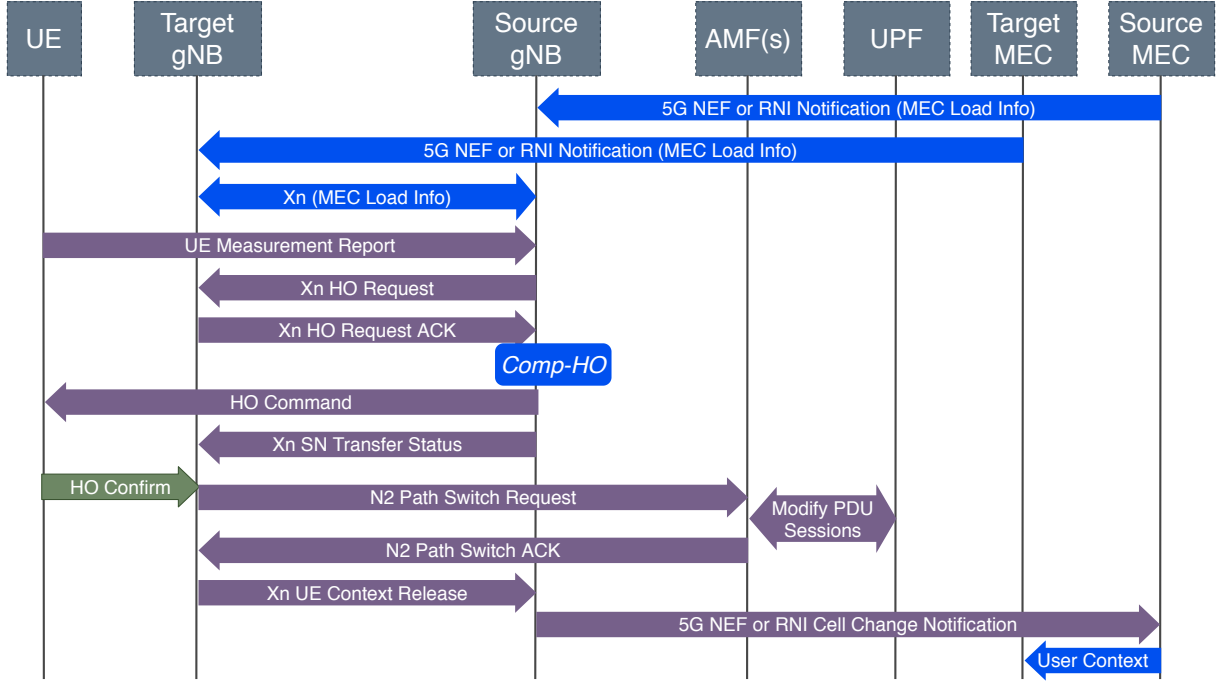 UE
Target
gNB
Source
gNB
AMF(s)
UPF
Target
MEC
Source
MEC
5G NEF or RNI Notification (MEC Load Info)
5G NEF or RNI Notification (MEC Load Info)
Xn (MEC Load Info)
UE Measurement Report
Xn HO Request
Xn HO Request ACK
Comp-HO
HO Command
Xn SN Transfer Status
HO Confirm
N2 Path Switch Request
Modify PDU
Sessions
N2 Path Switch ACK
Xn UE Context Release
5G NEF or RNI Cell Change Notification
User Context